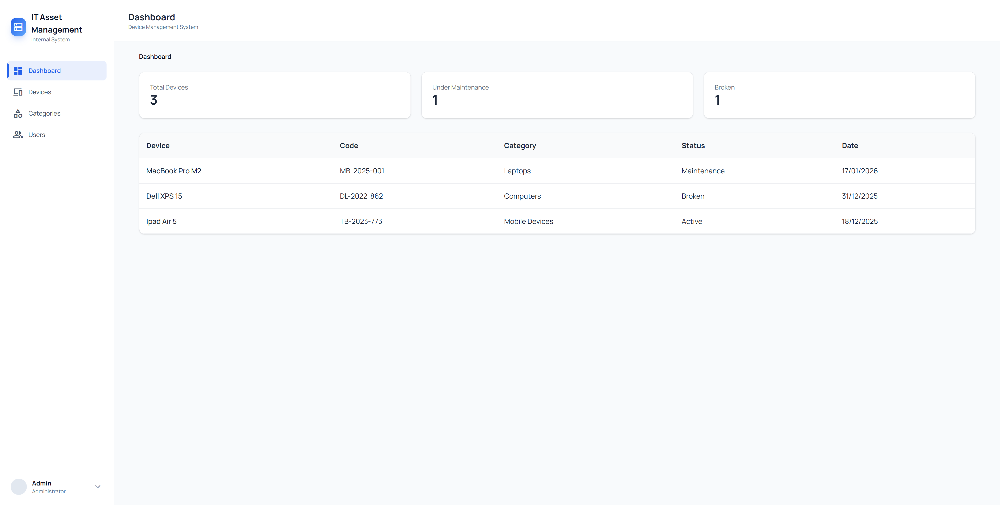 IT Asset
Management
Internal System
Dashboard
Devices
Categories
Users
Admin
Administrator
Dashboard
Device Management System
Dashboard
Total Devices
3
Under Maintenance
1
Broken
1
Device Code Category Status Date
MacBook Pro M2 MB-2025-001 Laptops Maintenance 17/01/2026
Dell XPS 15 DL-2022-862 Computers Broken 31/12/2025
Ipad Air 5 TB-2023-773 Mobile Devices Active 18/12/2025